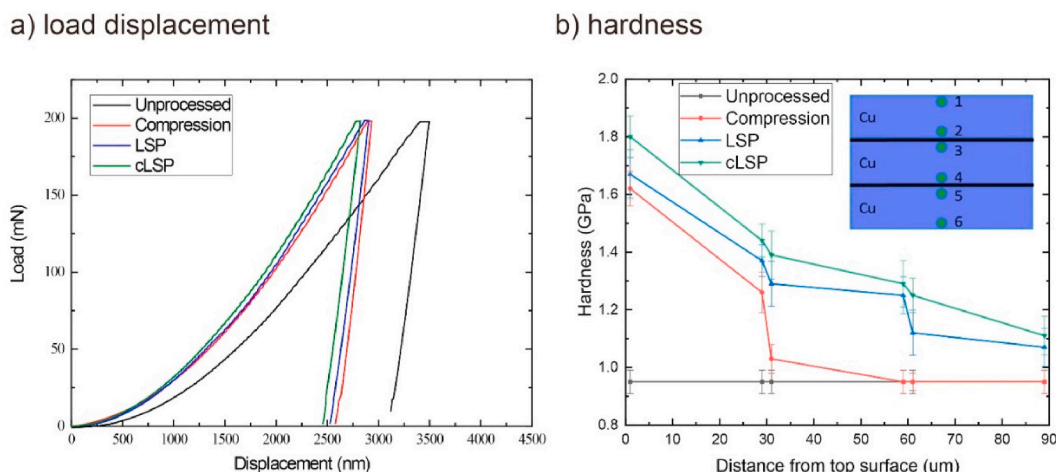 a) load displacement
Load (mN)
200
150
100
50
0
Unprocessed
Compression
LSP
cLSP
0 500 1000 1500 2000 2500 3000 3500 4000 4500
Displacement (nm)
b) hardness
Hardness (GPa)
2.0
1.8
1.6
1.4
1.2
1.0
0.8
Unprocessed
Compression
LSP
cLSP
Cu 1
2
Cu 3
4
Cu 5
6
0 10 20 30 40 50 60 70 80 90
Distance from top surface (um)